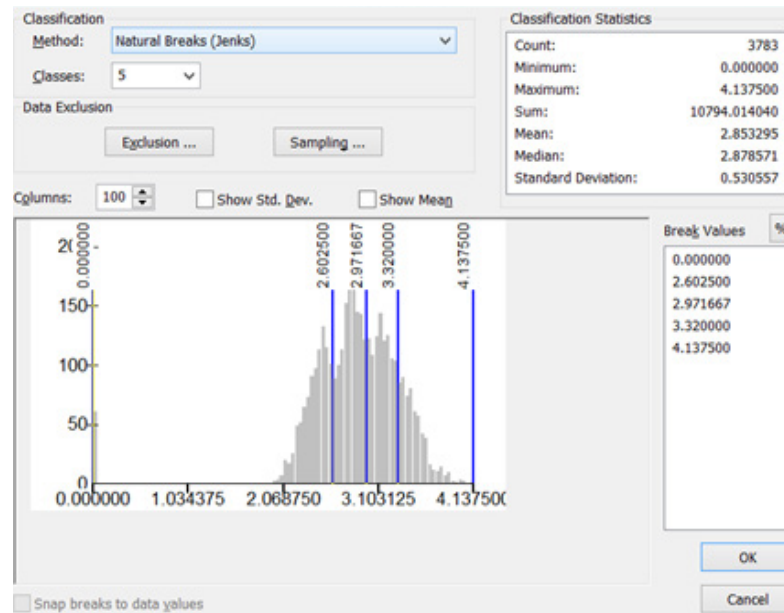 Classification
Method: Natural Breaks (Jenks)
Classes: 5
Data Exclusion
Exclusion ...
Sampling ...
Classification Statistics
Count: 3783
Minimum: 0.000000
Maximum: 4.137500
Sum: 10794.014040
Mean: 2.853295
Median: 2.878571
Standard Deviation: 0.530557
Columns: 100
Show Std. Dev.
Show Mean
0.000000
2.602500
2.971667
3.320000
4.137500
150
100
50
0
0.000000 1.034375 2.068750 3.103125 4.137500
Break Values %
0.000000
2.602500
2.971667
3.320000
4.137500
OK
Cancel
Snap breaks to data values